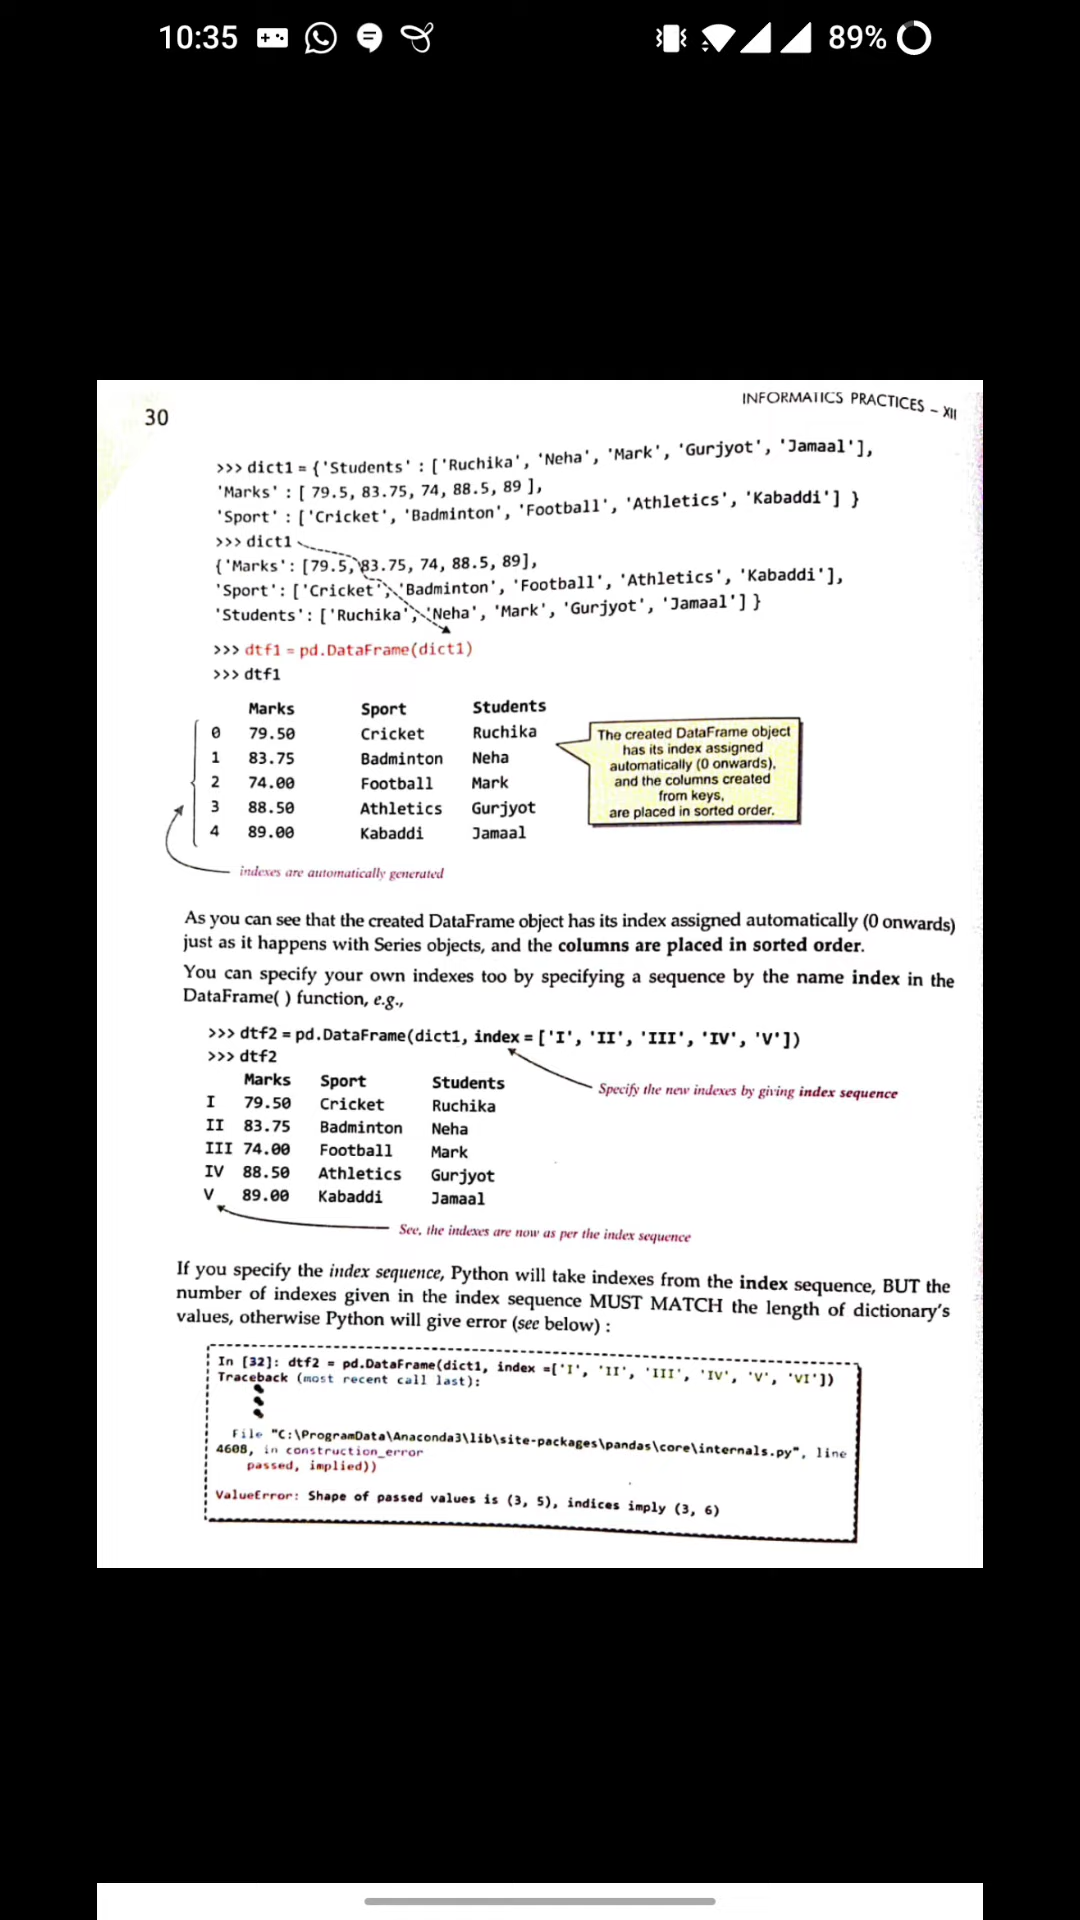 10:35
89%
30
INFORMATICS PRACTICES – XII
>>> dict1 = {'Students' : ['Ruchika', 'Neha', 'Mark', 'Gurjyot', 'Jamaal'],
'Marks' : [ 79.5, 83.75, 74, 88.5, 89 ],
'Sport' : ['Cricket', 'Badminton', 'Football', 'Athletics', 'Kabaddi'] }
>>> dict1
{'Marks': [79.5, 83.75, 74, 88.5, 89],
'Sport': ['Cricket', 'Badminton', 'Football', 'Athletics', 'Kabaddi'],
'Students': ['Ruchika', 'Neha', 'Mark', 'Gurjyot', 'Jamaal'] }
>>> dtf1 = pd.DataFrame(dict1)
>>> dtf1
Marks Sport Students
0 79.50 Cricket Ruchika
1 83.75 Badminton Neha
2 74.00 Football Mark
3 88.50 Athletics Gurjyot
4 89.00 Kabaddi Jamaal
The created DataFrame object
has its index assigned
automatically (0 onwards),
and the columns created
from keys,
are placed in sorted order.
indexes are automatically generated
As you can see that the created DataFrame object has its index assigned automatically (0 onwards)
just as it happens with Series objects, and the columns are placed in sorted order.
You can specify your own indexes too by specifying a sequence by the name index in the
DataFrame( ) function, e.g.,
>>> dtf2 = pd.DataFrame(dict1, index = ['I', 'II', 'III', 'IV', 'V'])
>>> dtf2
Marks Sport Students
I 79.50 Cricket Ruchika
II 83.75 Badminton Neha
III 74.00 Football Mark
IV 88.50 Athletics Gurjyot
V 89.00 Kabaddi Jamaal
Specify the new indexes by giving index sequence
See, the indexes are now as per the index sequence
If you specify the index sequence, Python will take indexes from the index sequence, BUT the
number of indexes given in the index sequence MUST MATCH the length of dictionary's
values, otherwise Python will give error (see below) :
In [32]: dtf2 = pd.DataFrame(dict1, index =['I', 'II', 'III', 'IV', 'V', 'VI'])
Traceback (most recent call last):
File "C:\ProgramData\Anaconda3\lib\site-packages\pandas\core\internals.py", line
4608, in construction_error
passed, implied))
ValueError: Shape of passed values is (3, 5), indices imply (3, 6)